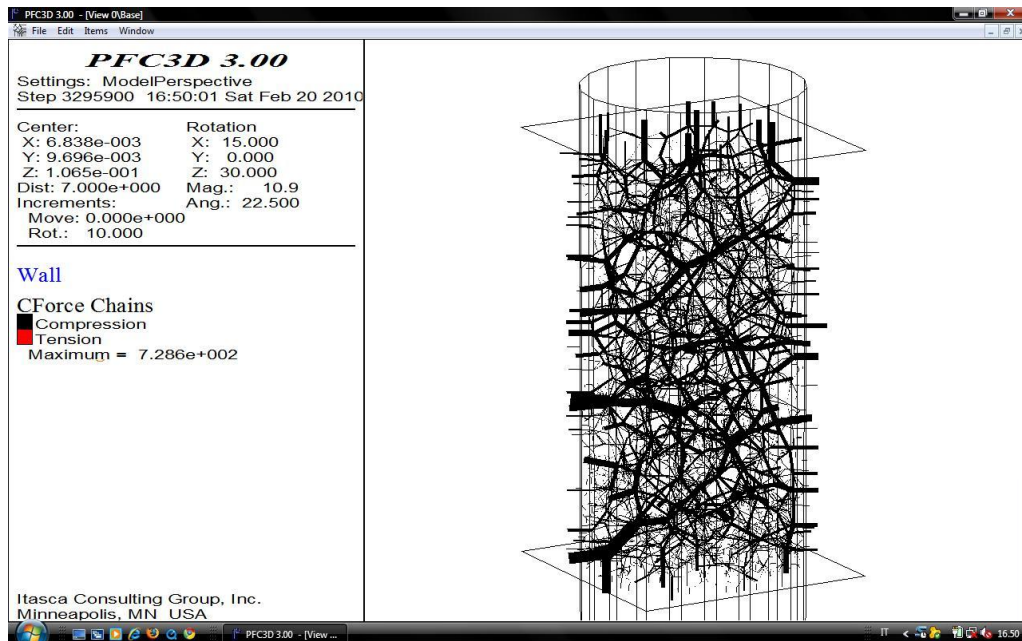 PFC3D 3.00 - [View 0\Base]
File Edit Items Window
PFC3D 3.00
Settings: ModelPerspective
Step 3295900 16:50:01 Sat Feb 20 2010
Center: Rotation
X: 6.838e-003 X: 15.000
Y: 9.696e-003 Y: 0.000
Z: 1.065e-001 Z: 30.000
Dist: 7.000e+000 Mag.: 10.9
Increments: Ang.: 22.500
Move: 0.000e+000
Rot.: 10.000
Wall
CForce Chains
Compression
Tension
Maximum = 7.286e+002
Itasca Consulting Group, Inc.
Minneapolis, MN USA
PFC3D 3.00 - [View ...
IT
16.50